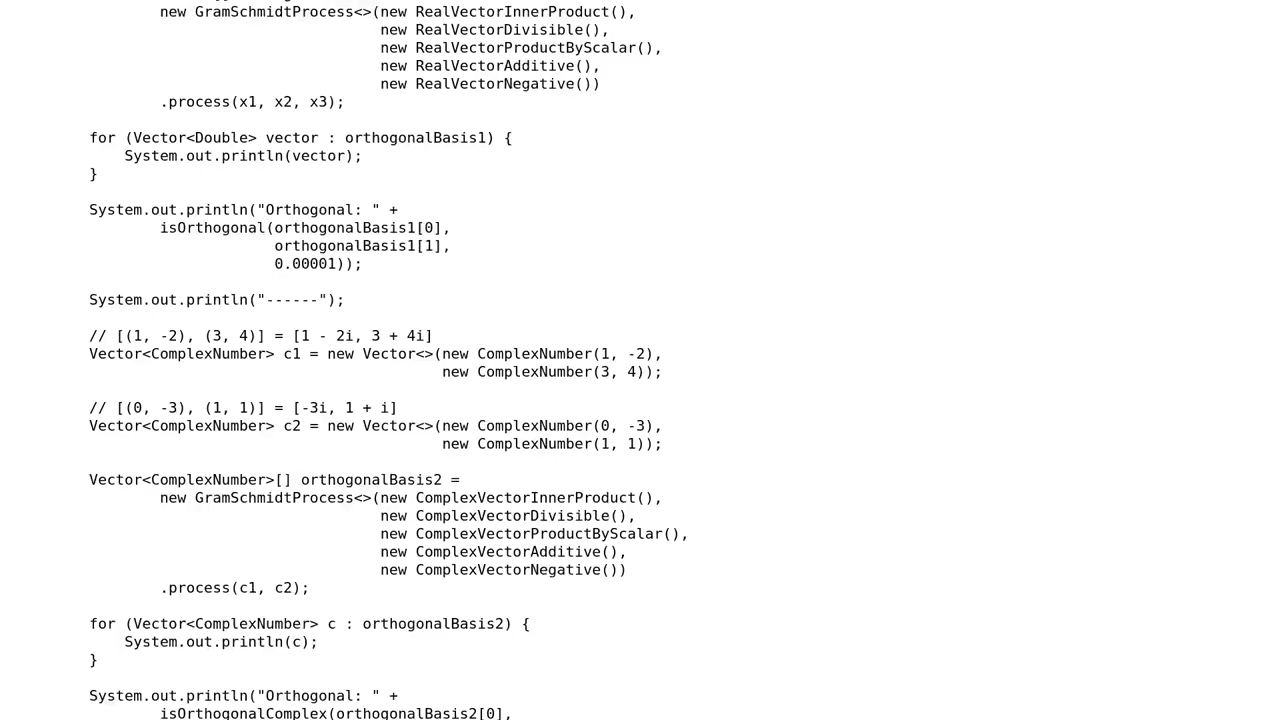 new GramSchmidtProcess<>(new RealVectorInnerProduct(),
new RealVectorDivisible(),
new RealVectorProductByScalar(),
new RealVectorAdditive(),
new RealVectorNegative())
.process(x1, x2, x3);
for (Vector<Double> vector : orthogonalBasis1) {
System.out.println(vector);
}
System.out.println("Orthogonal: " +
isOrthogonal(orthogonalBasis1[0],
orthogonalBasis1[1],
0.00001));
System.out.println("------");
// [(1, -2), (3, 4)] = [1 - 2i, 3 + 4i]
Vector<ComplexNumber> c1 = new Vector<>(new ComplexNumber(1, -2),
new ComplexNumber(3, 4));
// [(0, -3), (1, 1)] = [-3i, 1 + i]
Vector<ComplexNumber> c2 = new Vector<>(new ComplexNumber(0, -3),
new ComplexNumber(1, 1));
Vector<ComplexNumber>[] orthogonalBasis2 =
new GramSchmidtProcess<>(new ComplexVectorInnerProduct(),
new ComplexVectorDivisible(),
new ComplexVectorProductByScalar(),
new ComplexVectorAdditive(),
new ComplexVectorNegative())
.process(c1, c2);
for (Vector<ComplexNumber> c : orthogonalBasis2) {
System.out.println(c);
}
System.out.println("Orthogonal: " +
isOrthogonalComplex(orthogonalBasis2[0],